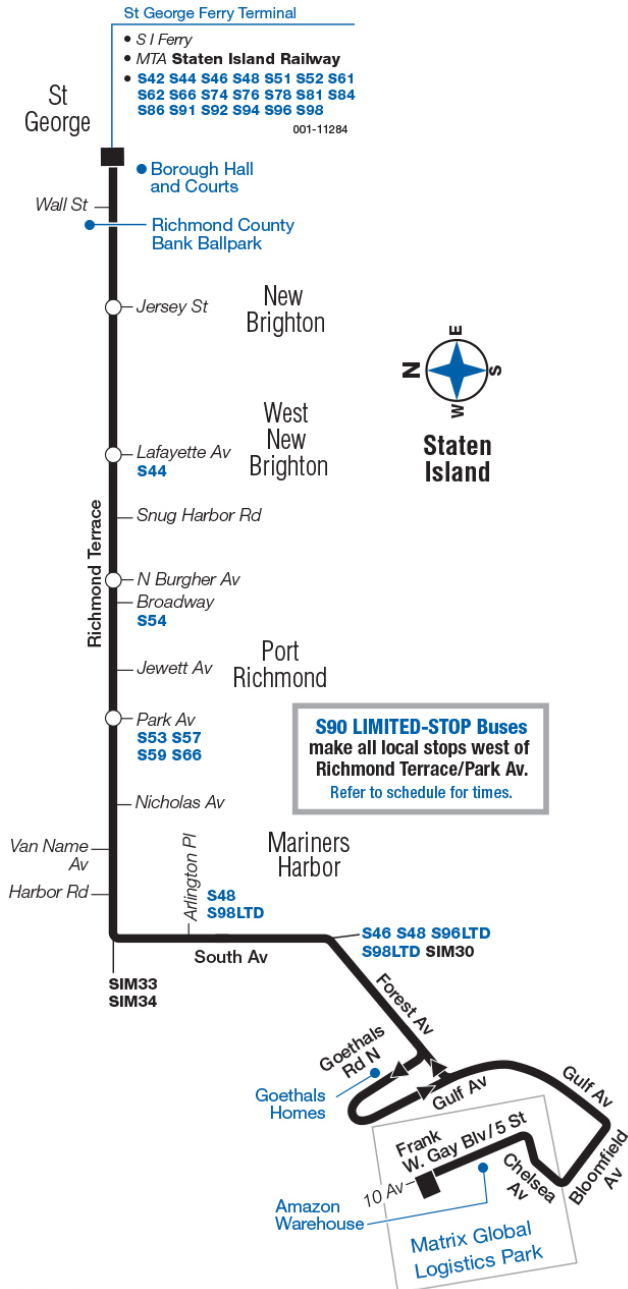 St George Ferry Terminal
• S I Ferry
• MTA Staten Island Railway
• S42 S44 S46 S48 S51 S52 S61
S62 S66 S74 S76 S78 S81 S84
S86 S91 S92 S94 S96 S98
001-11284
St
George
Borough Hall
and Courts
Wall St
Richmond County
Bank Ballpark
Jersey St
New
Brighton
N
E
S
W
Staten
Island
West
New
Brighton
Lafayette Av
S44
Richmond Terrace
Snug Harbor Rd
N Burgher Av
Broadway
S54
Jewett Av
Port
Richmond
Park Av
S53 S57
S59 S66
S90 LIMITED-STOP Buses
make all local stops west of
Richmond Terrace/Park Av.
Refer to schedule for times.
Nicholas Av
Van Name
Av
Harbor Rd
Mariners
Harbor
Arlington Pl
S48
S98LTD
South Av
S46 S48 S96LTD
S98LTD SIM30
SIM33
SIM34
Forest Av
Goethals
Rd N
Goethals
Homes
Gulf Av
Gulf Av
Bloomfield
Av
Chelsea
Av
Frank
W. Gay Blv/5 St
10 Av
Amazon
Warehouse
Matrix Global
Logistics Park